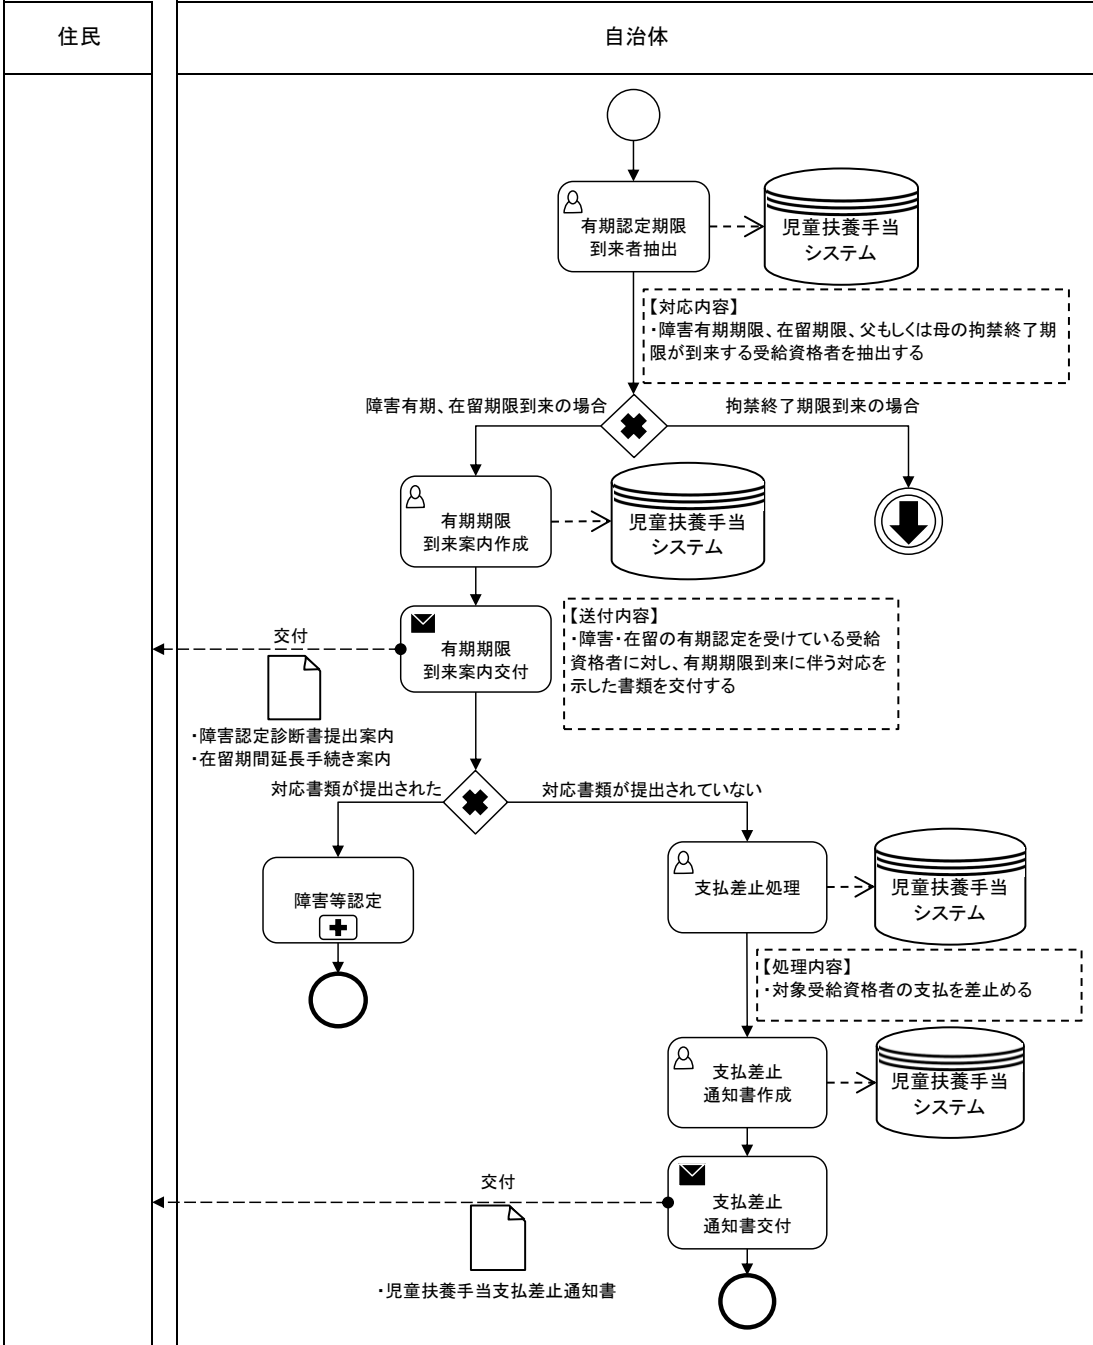 住民
自治体
有期認定期限
到来者抽出
児童扶養手当
システム
【対応内容】
・障害有期期限、在留期限、父もしくは母の拘禁終了期
限が到来する受給資格者を抽出する
障害有期、在留期限到来の場合
拘禁終了期限到来の場合
有期期限
到来案内作成
児童扶養手当
システム
有期期限
到来案内交付
【送付内容】
・障害・在留の有期認定を受けている受給
資格者に対し、有期期限到来に伴う対応を
示した書類を交付する
交付
・障害認定診断書提出案内
・在留期間延長手続き案内
対応書類が提出された
対応書類が提出されていない
障害等認定
支払差止処理
児童扶養手当
システム
【処理内容】
・対象受給資格者の支払を差止める
支払差止
通知書作成
児童扶養手当
システム
交付
支払差止
通知書交付
・児童扶養手当支払差止通知書